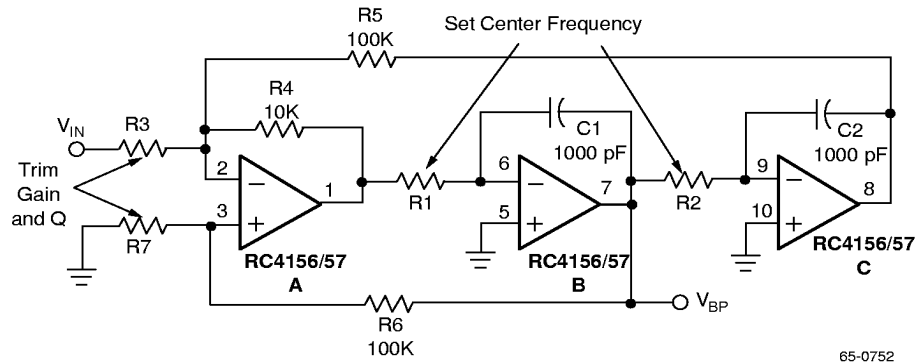 R5
100K
Set Center Frequency
R4
10K
VIN
R3
C1
1000 pF
C2
1000 pF
2
−
1
6
−
7
9
−
8
Trim
Gain
and Q
R1
R2
3
+
5
+
10
+
R7
RC4156/57
A
RC4156/57
B
RC4156/57
C
R6
100K
VBP
65-0752